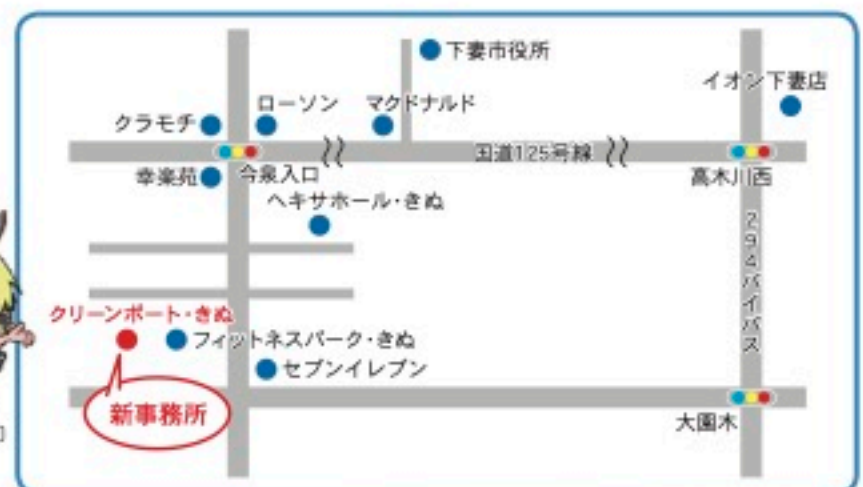 下妻市役所
イオン下妻店
ローソン
マクドナルド
クラモチ
国道125号線
幸楽苑
今泉入口
高木川西
ヘキサホール・きぬ
294バイパス
クリーンポート・きぬ
フィットネスパーク・きぬ
セブンイレブン
新事務所
大園木